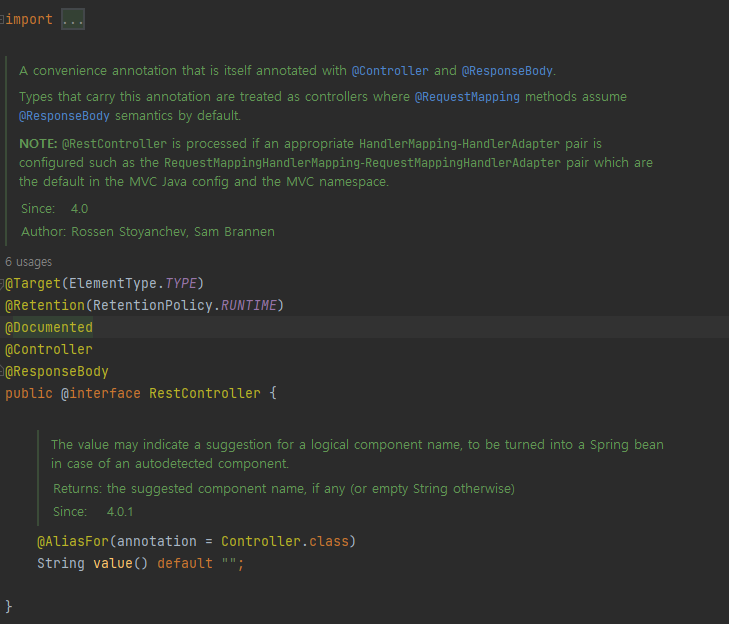 import ...
A convenience annotation that is itself annotated with @Controller and @ResponseBody.
Types that carry this annotation are treated as controllers where @RequestMapping methods assume
@ResponseBody semantics by default.
NOTE: @RestController is processed if an appropriate HandlerMapping-HandlerAdapter pair is
configured such as the RequestMappingHandlerMapping-RequestMappingHandlerAdapter pair which are
the default in the MVC Java config and the MVC namespace.
Since: 4.0
Author: Rossen Stoyanchev, Sam Brannen
6 usages
@Target(ElementType.TYPE)
@Retention(RetentionPolicy.RUNTIME)
@Documented
@Controller
@ResponseBody
public @interface RestController {
The value may indicate a suggestion for a logical component name, to be turned into a Spring bean
in case of an autodetected component.
Returns: the suggested component name, if any (or empty String otherwise)
Since: 4.0.1
@AliasFor(annotation = Controller.class)
String value() default "";
}